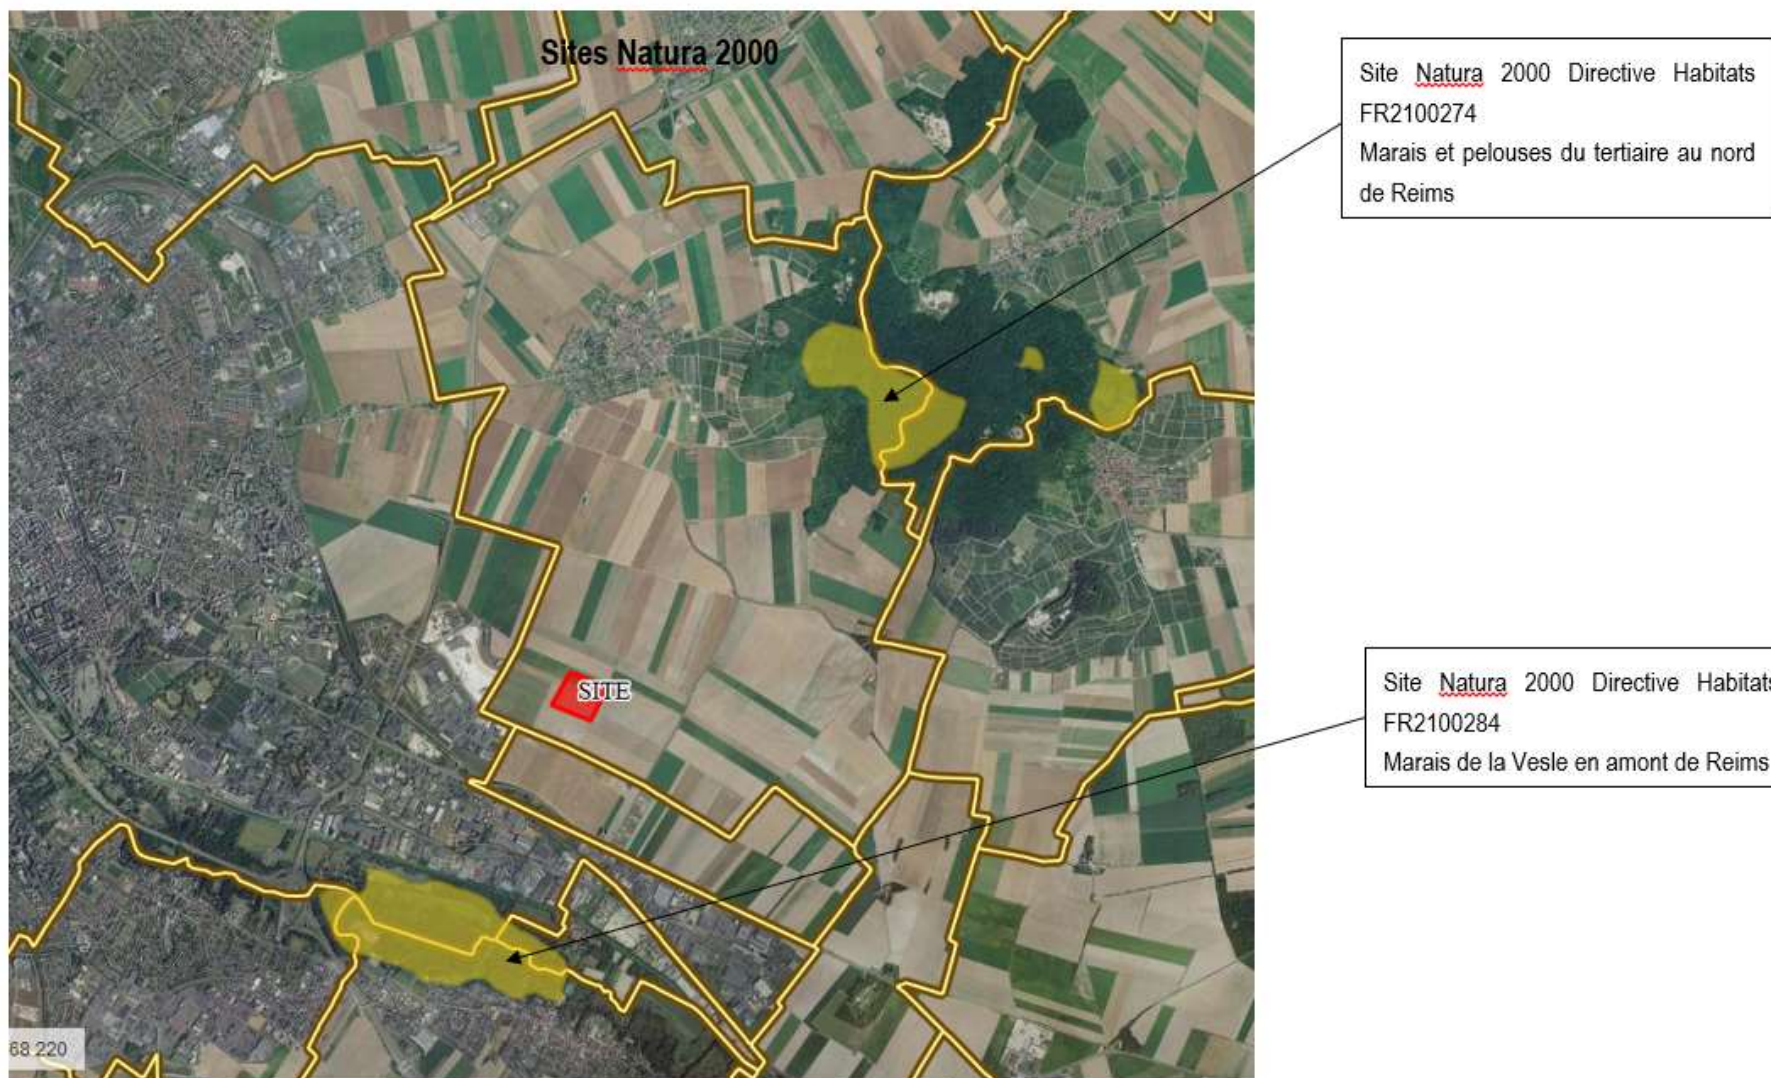 Sites Natura 2000
Site Natura 2000 Directive Habitats
FR2100274
Marais et pelouses du tertiaire au nord
de Reims
SITE
Site Natura 2000 Directive Habitats
FR2100284
Marais de la Vesle en amont de Reims
68 220